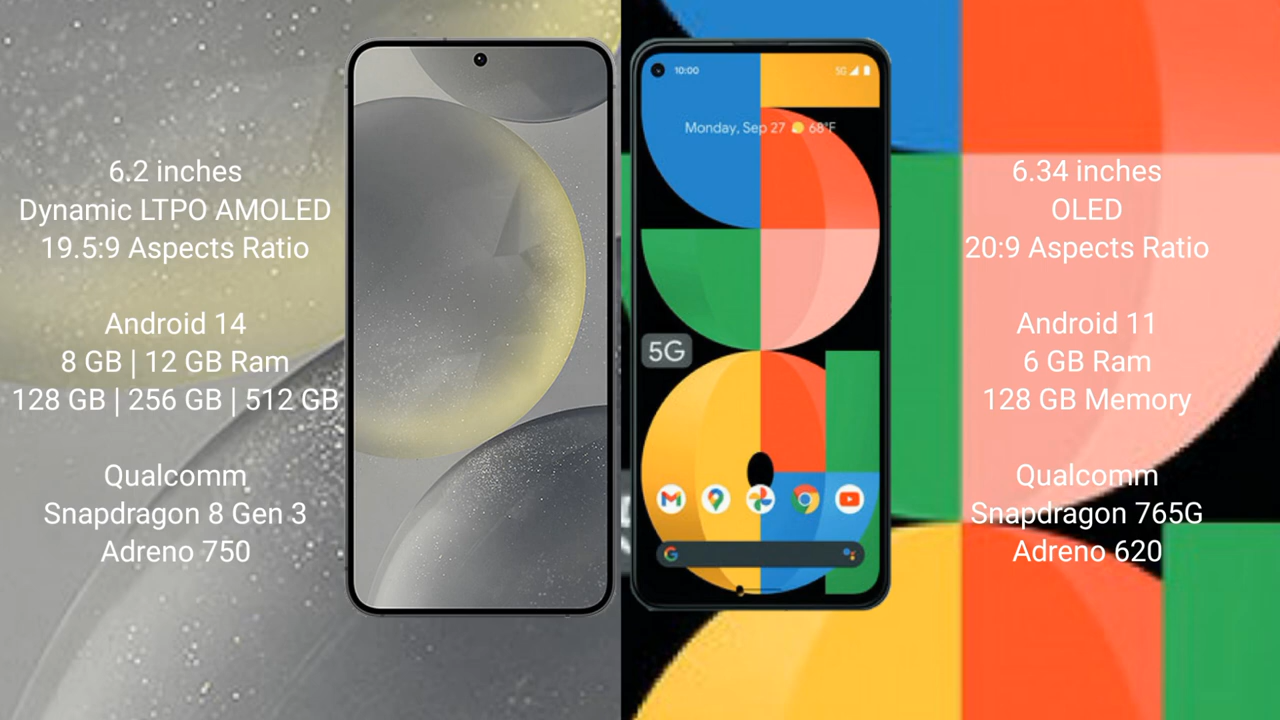 6.2 inches
Dynamic LTPO AMOLED
19.5:9 Aspects Ratio
Android 14
8 GB | 12 GB Ram
128 GB | 256 GB | 512 GB
Qualcomm
Snapdragon 8 Gen 3
Adreno 750
10:00
5G
Monday, Sep 27 68°F
5G
6.34 inches
OLED
20:9 Aspects Ratio
Android 11
6 GB Ram
128 GB Memory
Qualcomm
Snapdragon 765G
Adreno 620